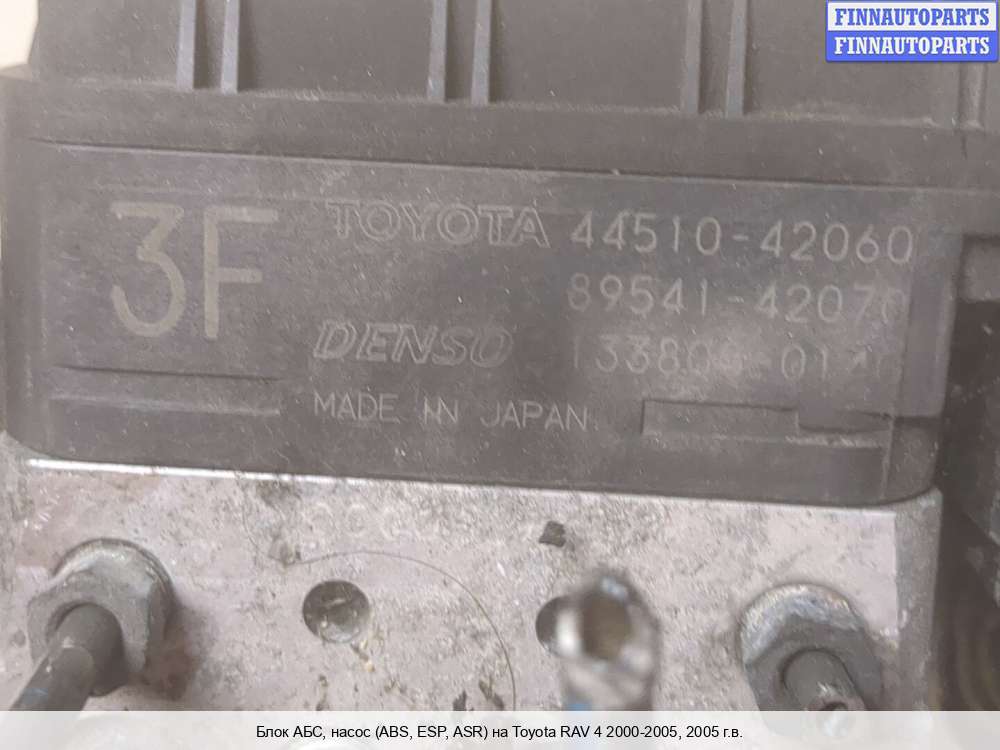 FINNAUTOPARTS
FINNAUTOPARTS
3F
TOYOTA 44510-42060
89541-42070
DENSO
MADE IN JAPAN
Блок АБС, насос (ABS, ESP, ASR) на Toyota RAV 4 2000-2005, 2005 г.в.